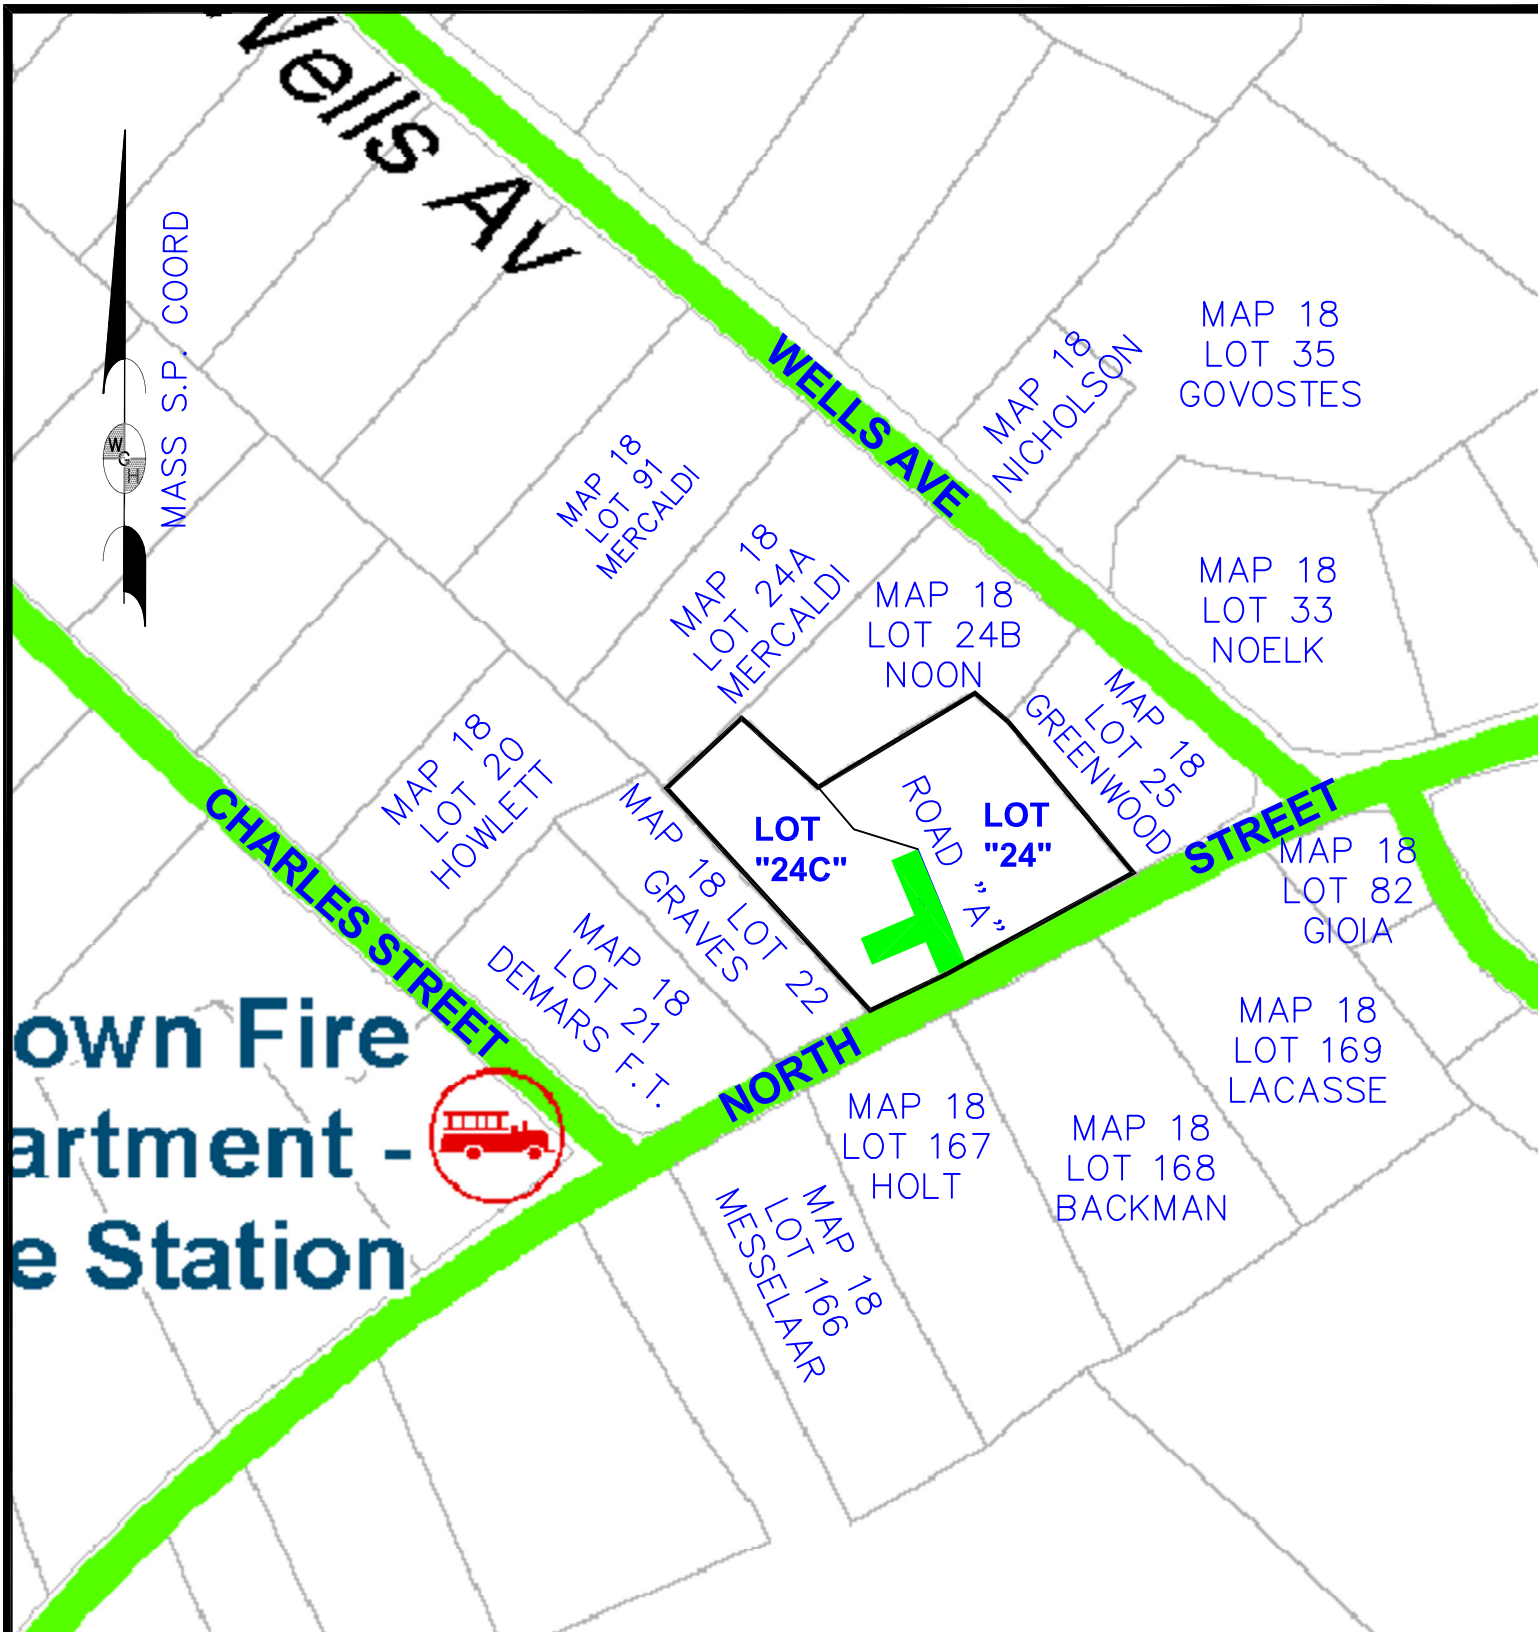 Wells Av
MASS S.P. COORD
W
G
H
WELLS AVE
MAP 18
LOT 35
GOVOSTES
MAP 18
NICHOLSON
MAP 18
LOT 91
MERCALDI
MAP 18
LOT 24A
MERCALDI
MAP 18
LOT 24B
NOON
MAP 18
LOT 33
NOELK
MAP 18
LOT 25
GREENWOOD
MAP 18
LOT 20
HOWLETT
CHARLES STREET
MAP 18 LOT 22
GRAVES
LOT
"24C"
ROAD "A"
LOT
"24"
NORTH STREET
MAP 18
LOT 82
GIOIA
MAP 18
LOT 21
DEMARS F.T.
own Fire
artment -
e Station
MAP 18
LOT 169
LACASSE
MAP 18
LOT 167
HOLT
MAP 18
LOT 168
BACKMAN
MAP 18
LOT 166
MESSELAAR